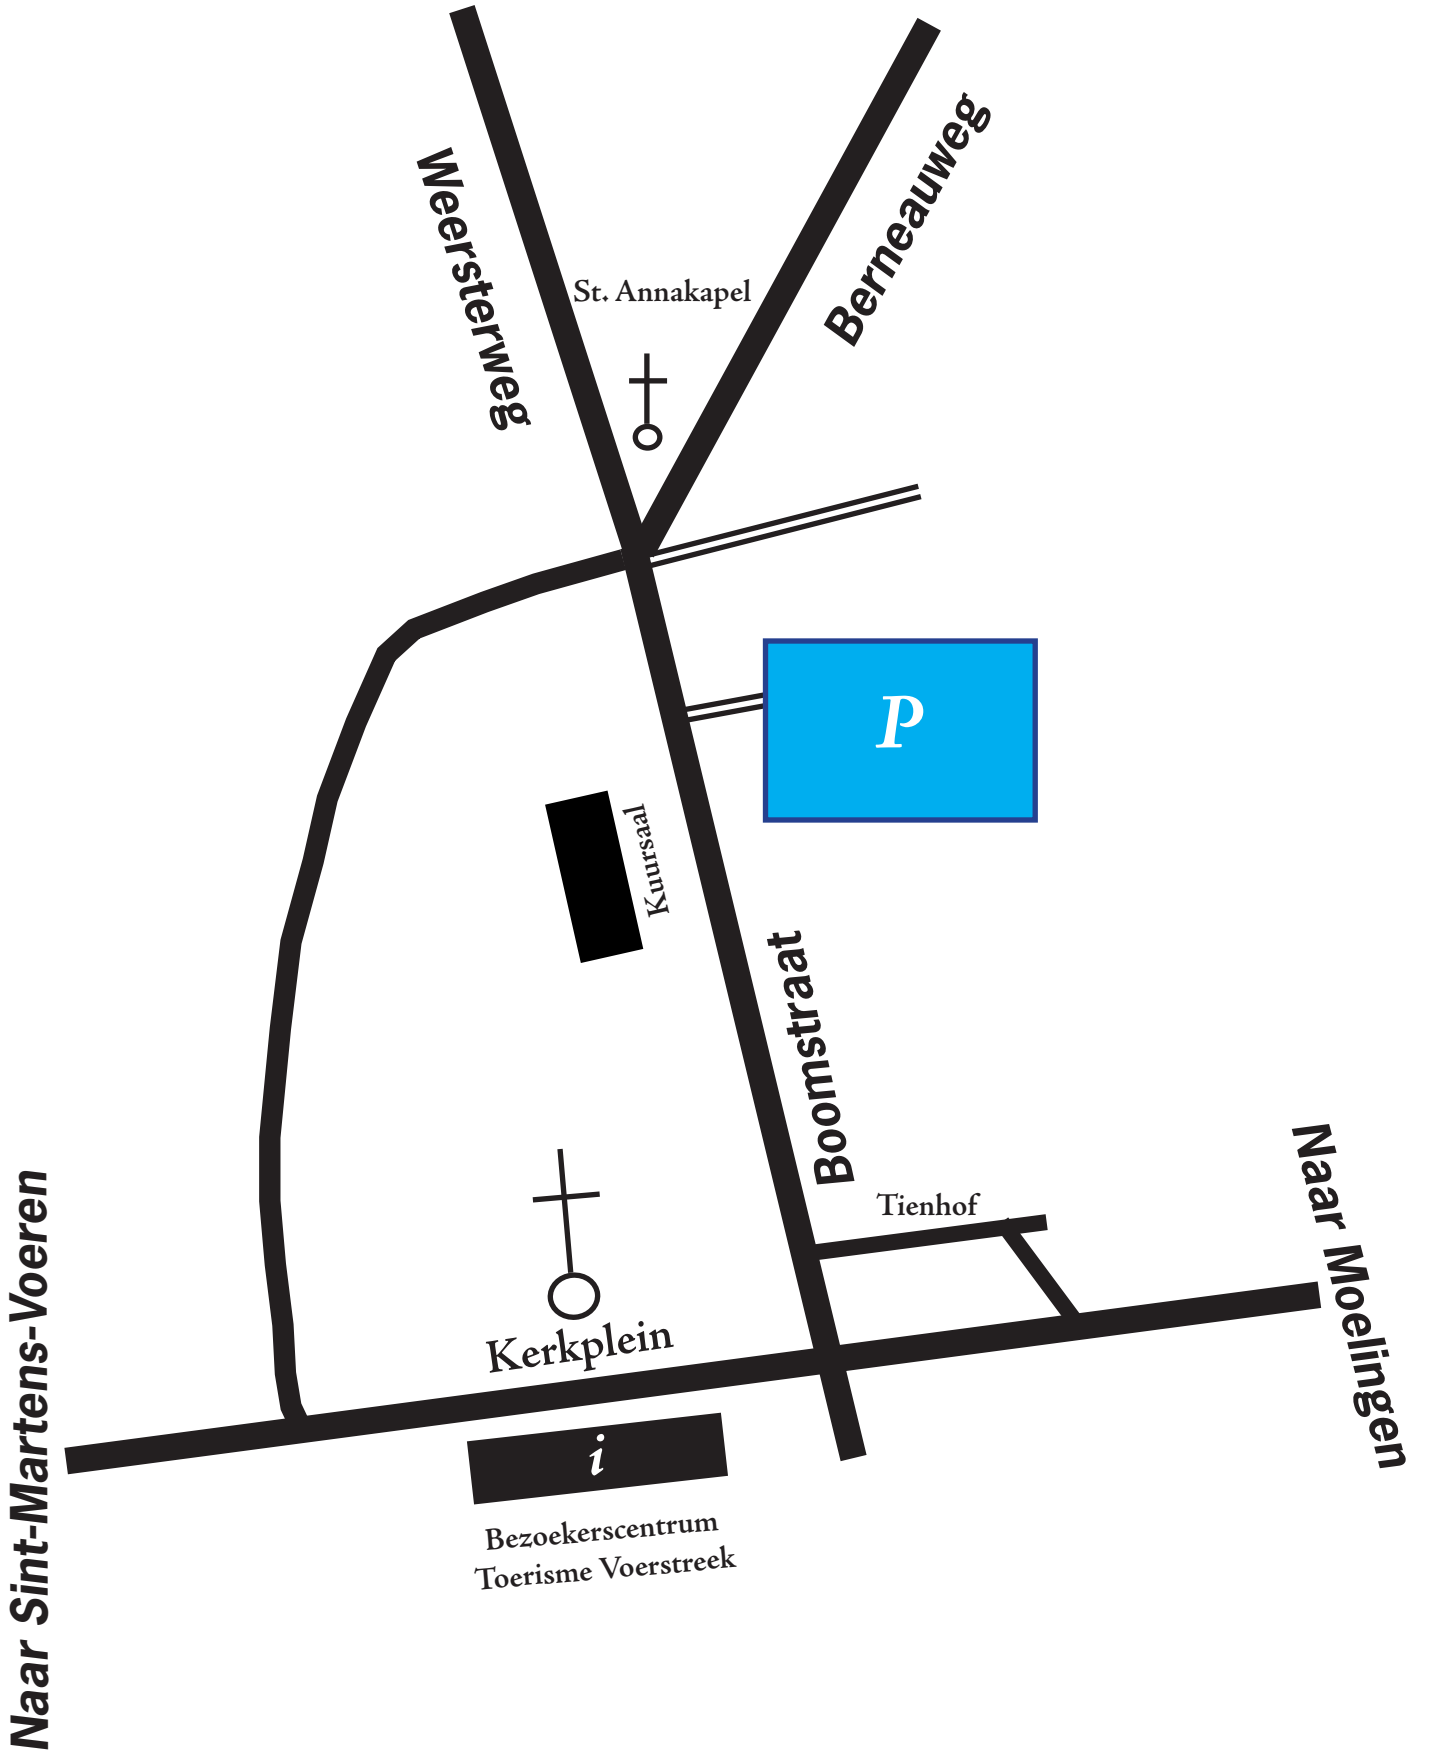 Weersterweg
Berneauweg
St. Annakapel
P
Kuursaal
Boomstraat
Tienhof
Naar Moelingen
Naar Sint-Martens-Voeren
Kerkplein
i
Bezoekerscentrum
Toerisme Voerstreek